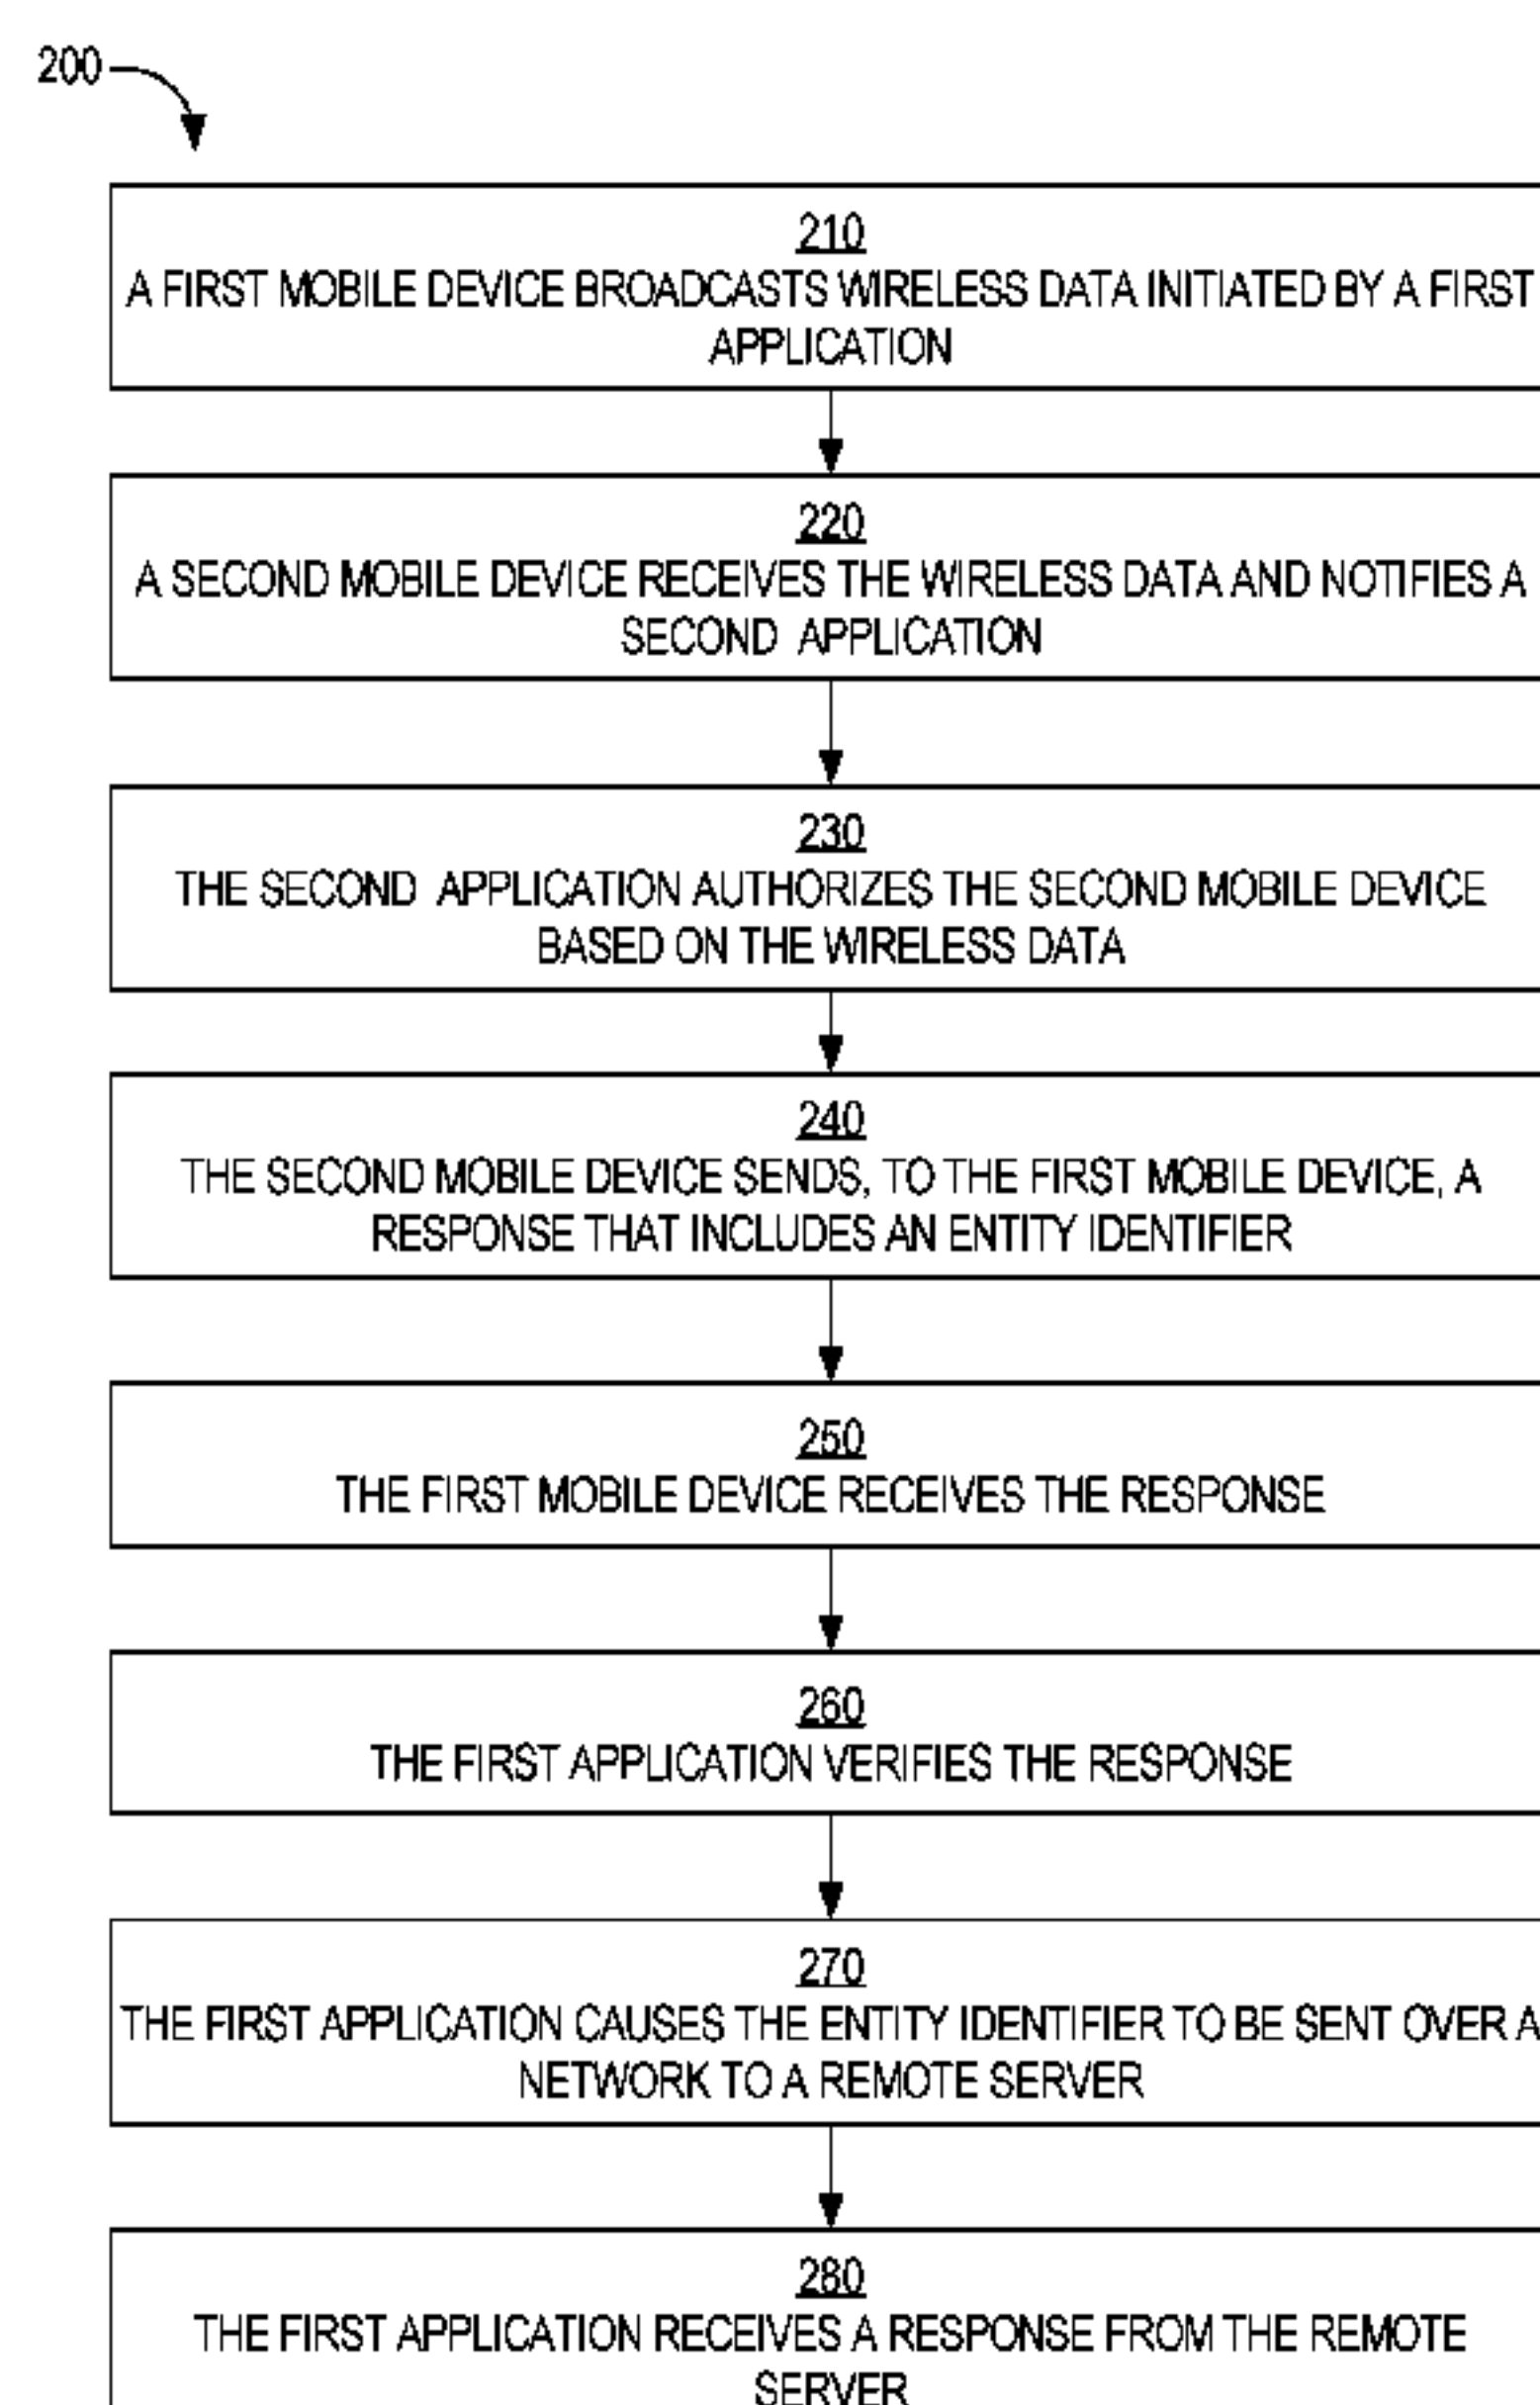 200
210
A FIRST MOBILE DEVICE BROADCASTS WIRELESS DATA INITIATED BY A FIRST
APPLICATION
220
A SECOND MOBILE DEVICE RECEIVES THE WIRELESS DATA AND NOTIFIES A
SECOND APPLICATION
230
THE SECOND APPLICATION AUTHORIZES THE SECOND MOBILE DEVICE
BASED ON THE WIRELESS DATA
240
THE SECOND MOBILE DEVICE SENDS, TO THE FIRST MOBILE DEVICE, A
RESPONSE THAT INCLUDES AN ENTITY IDENTIFIER
250
THE FIRST MOBILE DEVICE RECEIVES THE RESPONSE
260
THE FIRST APPLICATION VERIFIES THE RESPONSE
270
THE FIRST APPLICATION CAUSES THE ENTITY IDENTIFIER TO BE SENT OVER A
NETWORK TO A REMOTE SERVER
280
THE FIRST APPLICATION RECEIVES A RESPONSE FROM THE REMOTE
SERVER